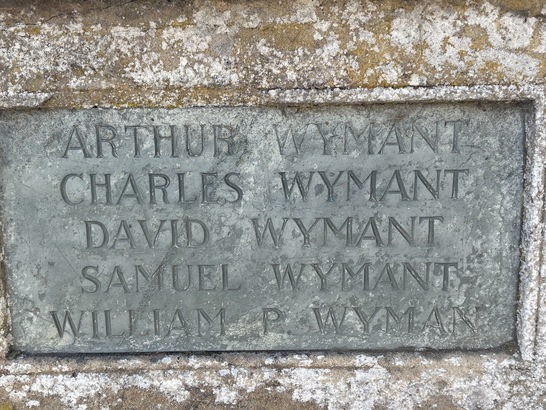 ARTHUR WYMANT
CHARLES WYMANT
DAVID WYMANT
SAMUEL WYMANT
WILLIAM P. WYMAN